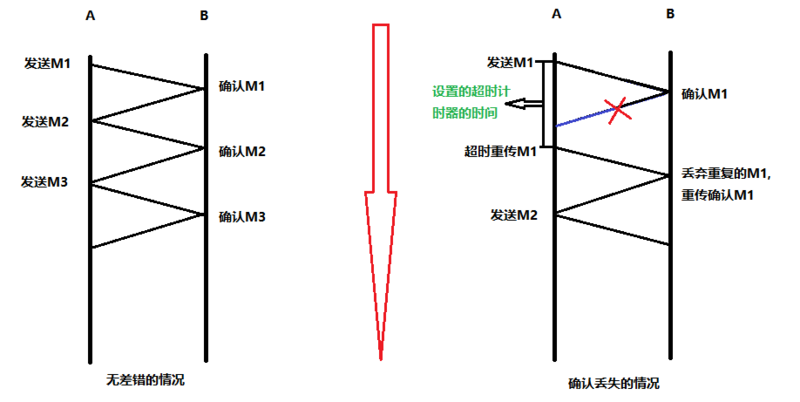 A
B
发送M1
确认M1
发送M2
确认M2
发送M3
确认M3
无差错的情况
A
B
发送M1
设置的超时计
时器的时间
确认M1
超时重传M1
丢弃重复的M1,
重传确认M1
发送M2
确认丢失的情况